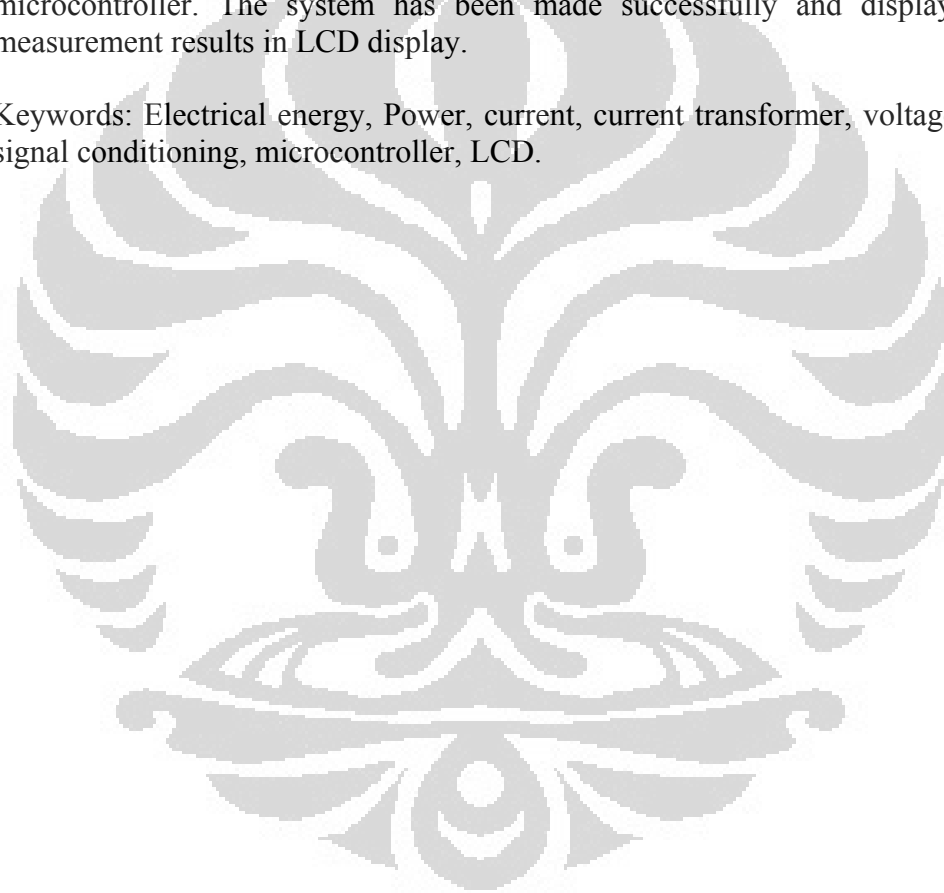 microcontroller. The system has been made successfully and display
measurement results in LCD display.
Keywords: Electrical energy, Power, current, current transformer, voltag
signal conditioning, microcontroller, LCD.